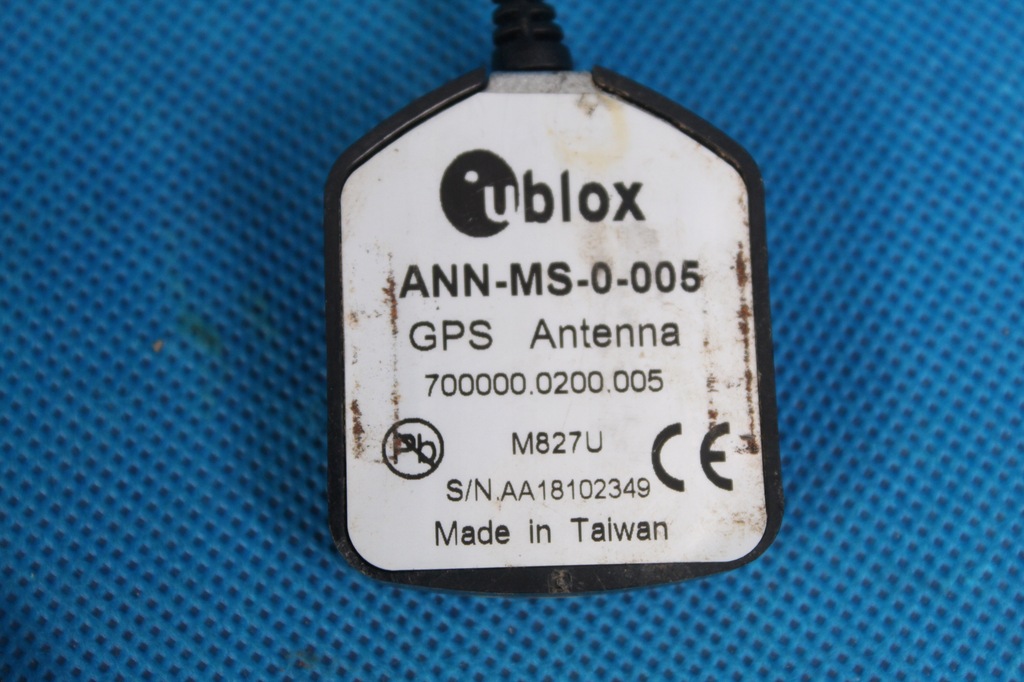 ublox
ANN-MS-0-005
GPS Antenna
700000.0200.005
Pb
M827U
CE
S/N.AA18102349
Made in Taiwan